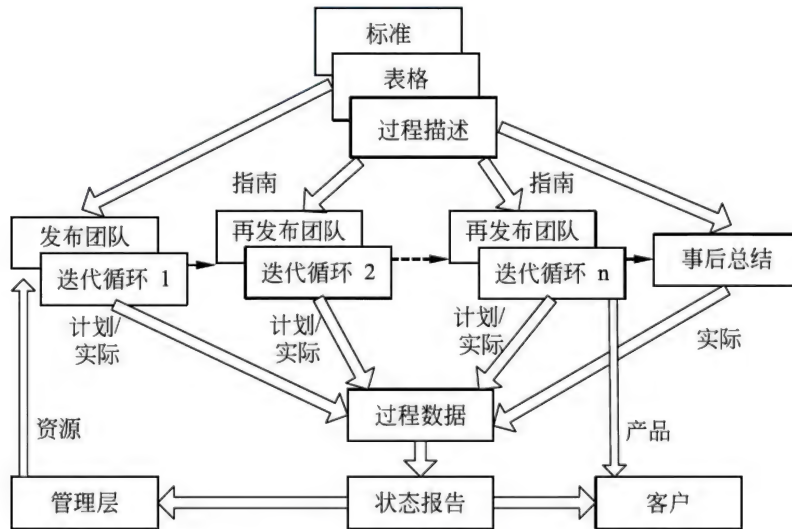 标准
表格
过程描述
指南
指南
发布团队
再发布团队
再发布团队
迭代循环 1
迭代循环 2
迭代循环 n
事后总结
计划/
实际
计划/
实际
计划/
实际
实际
过程数据
资源
产品
管理层
状态报告
客户